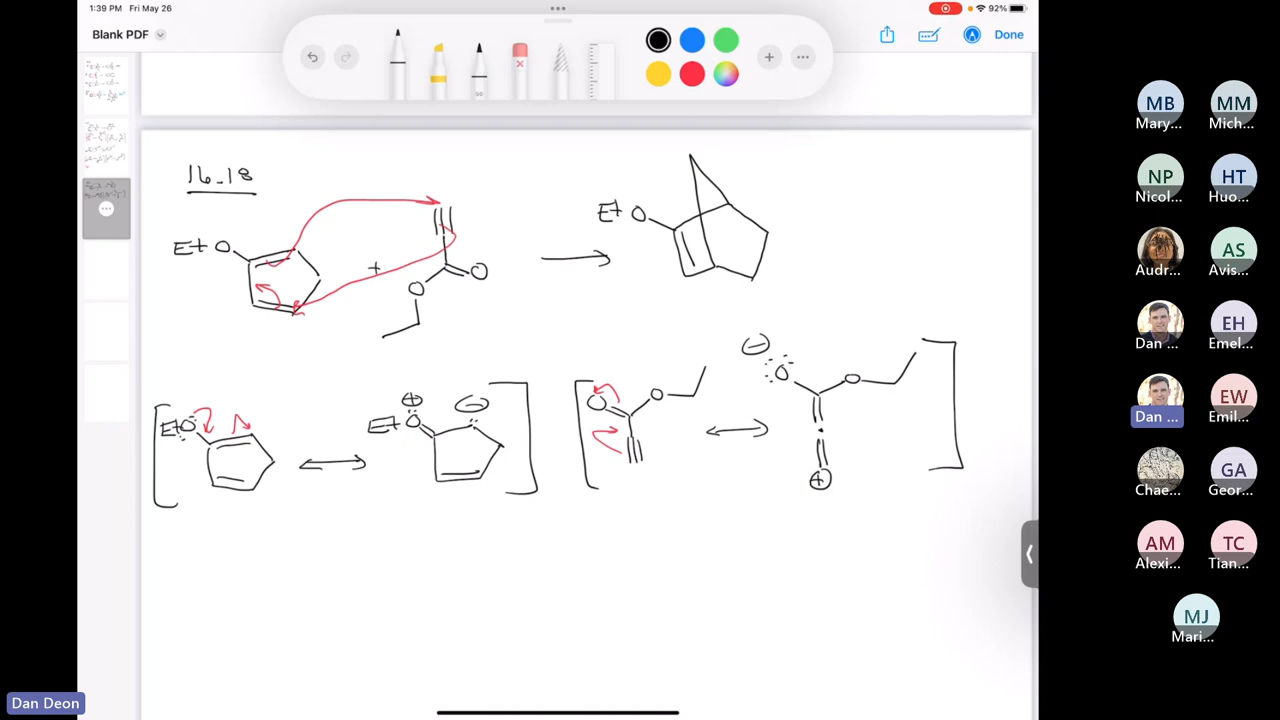 1:39 PM Fri May 26
92%
Blank PDF
Done
16.18
EtO
+
O
O
EtO
⊖
O
O
EtO
EtO
⊕
⊖
O
O
⊕
MB
Mary...
MM
Mich...
NP
Nicol...
HT
Huo...
Audr...
AS
Avis...
Dan ...
EH
Emel...
Dan ...
EW
Emil...
Chae...
GA
Geor...
AM
Alexi...
TC
Tian...
MJ
Mari...
Dan Deon